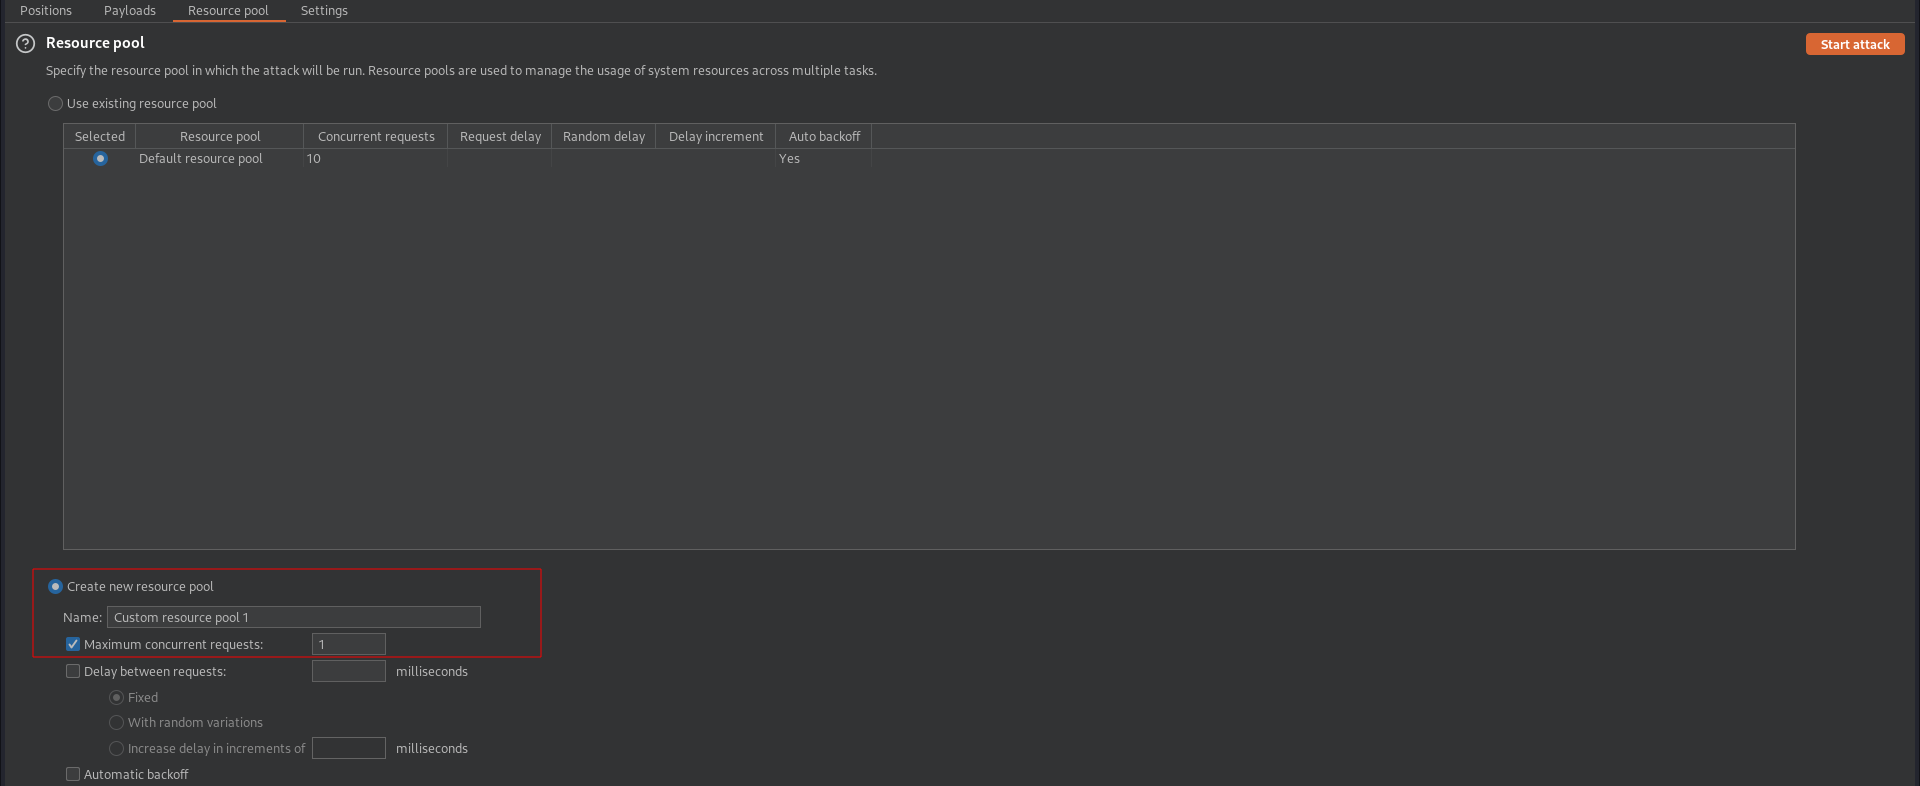 Positions Payloads Resource pool Settings
Resource pool
Start attack
Specify the resource pool in which the attack will be run. Resource pools are used to manage the usage of system resources across multiple tasks.
Use existing resource pool
Selected Resource pool Concurrent requests Request delay Random delay Delay increment Auto backoff
Default resource pool 10 Yes
Create new resource pool
Name: Custom resource pool 1
Maximum concurrent requests: 1
Delay between requests: milliseconds
Fixed
With random variations
Increase delay in increments of milliseconds
Automatic backoff